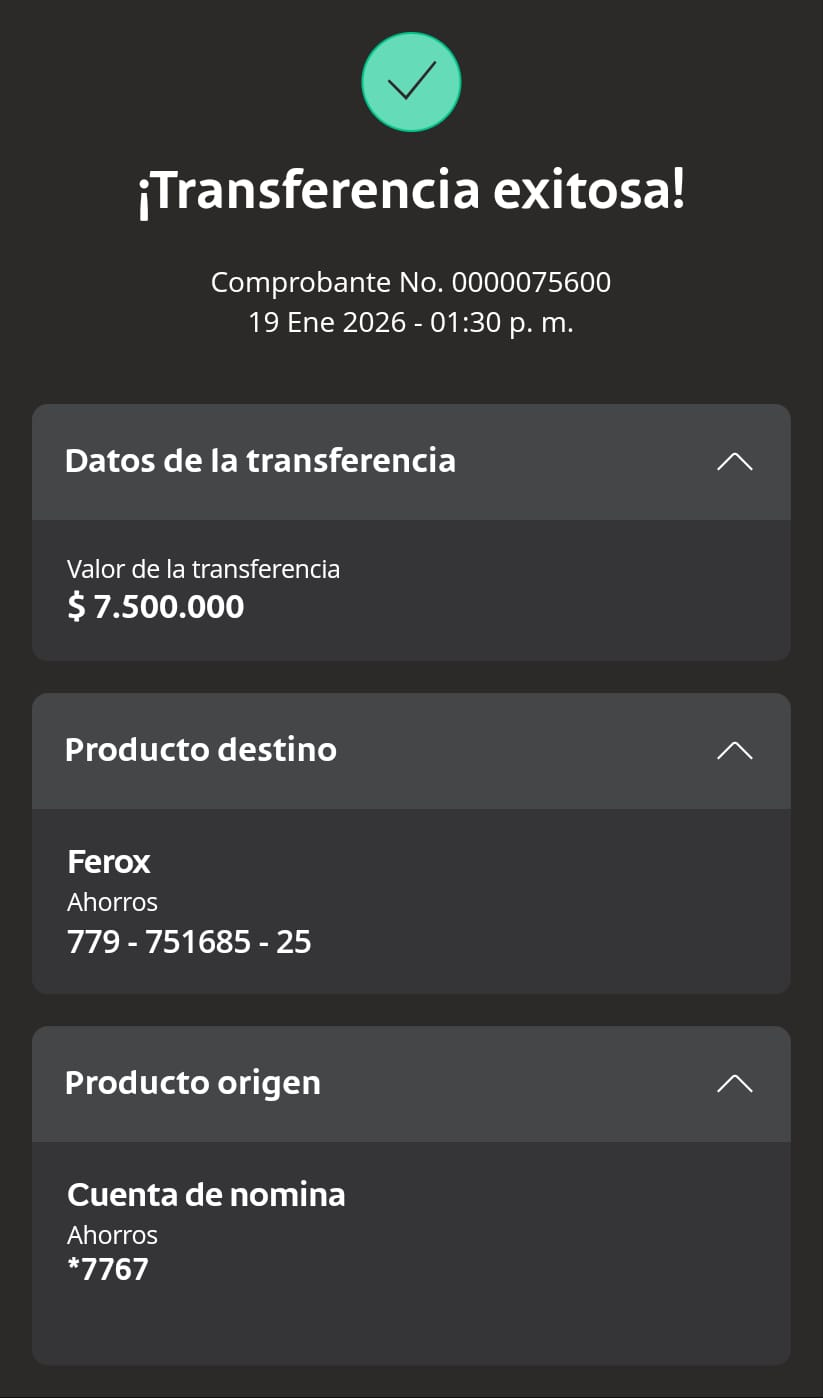 ¡Transferencia exitosa!
Comprobante No. 0000075600
19 Ene 2026 - 01:30 p. m.
Datos de la transferencia
Valor de la transferencia
$ 7.500.000
Producto destino
Ferox
Ahorros
779 - 751685 - 25
Producto origen
Cuenta de nomina
Ahorros
*7767